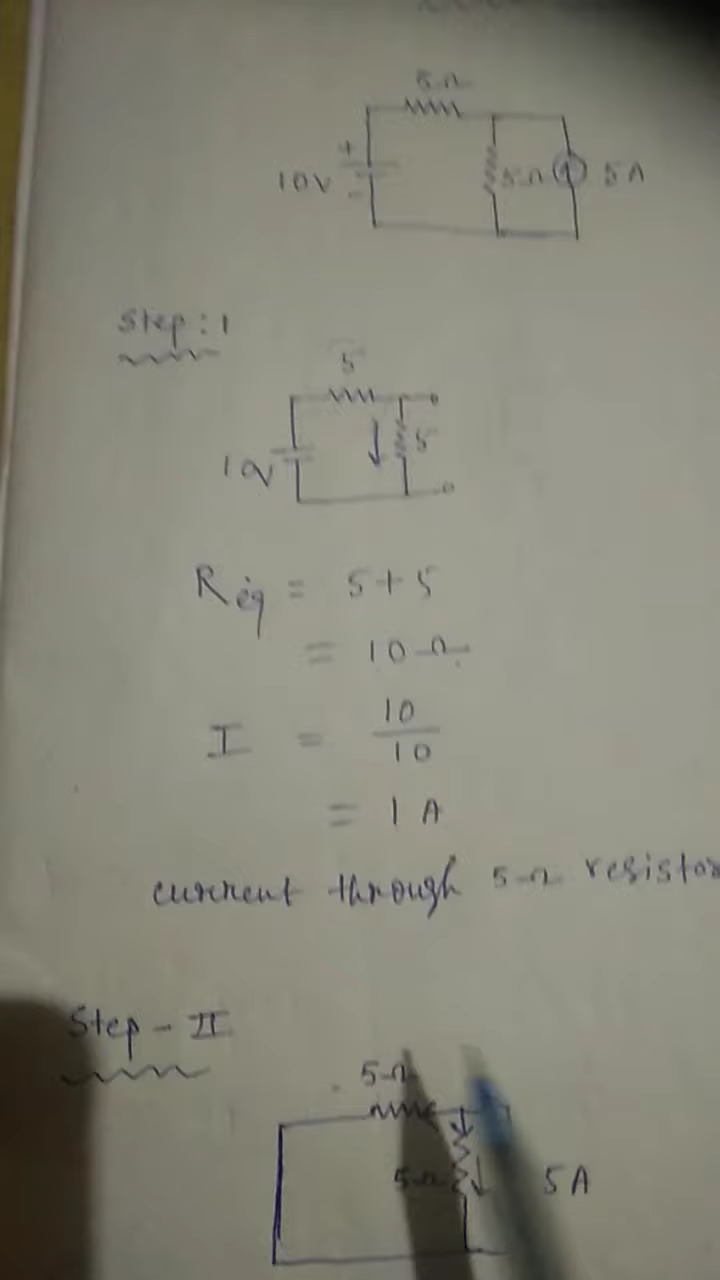 5Ω
+
10V
-
5Ω
5A
Step : 1
5
10V
5
Req = 5+5
= 10Ω
I = 10/10
= 1 A
current through 5Ω resistor
Step - II
5Ω
5Ω
5A